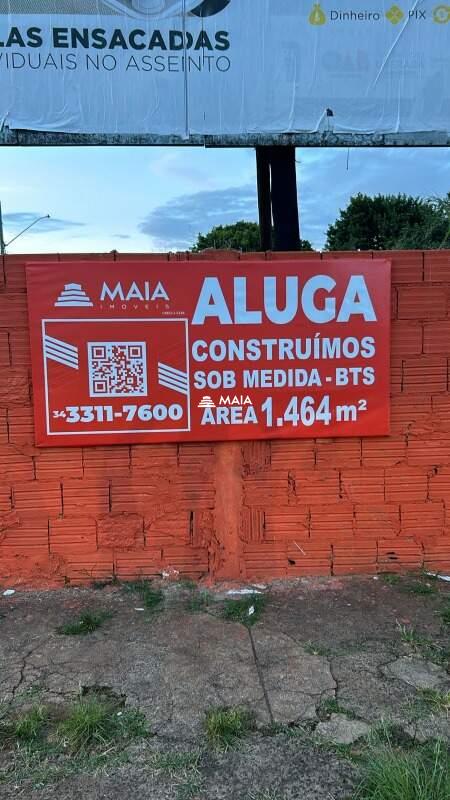 Dinheiro PIX
LAS ENSACADAS
VIDUAIS NO ASSEINTO
MAIA
IMÓVEIS
ALUGA
CONSTRUÍMOS
SOB MEDIDA - BTS
34 3311-7600
ÁREA 1.464 m²
MAIA